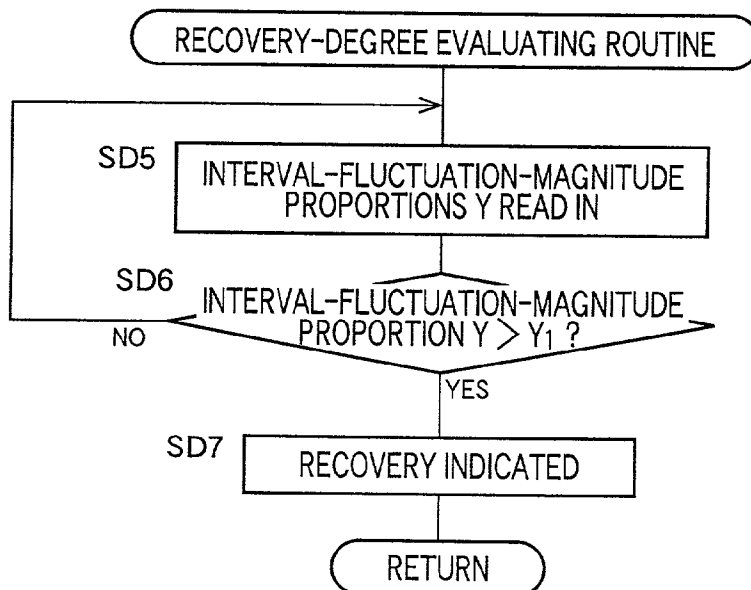 RECOVERY-DEGREE EVALUATING ROUTINE
SD5
INTERVAL-FLUCTUATION-MAGNITUDE
PROPORTIONS Y READ IN
SD6
INTERVAL-FLUCTUATION-MAGNITUDE
PROPORTION Y > Y₁ ?
NO
YES
SD7
RECOVERY INDICATED
RETURN